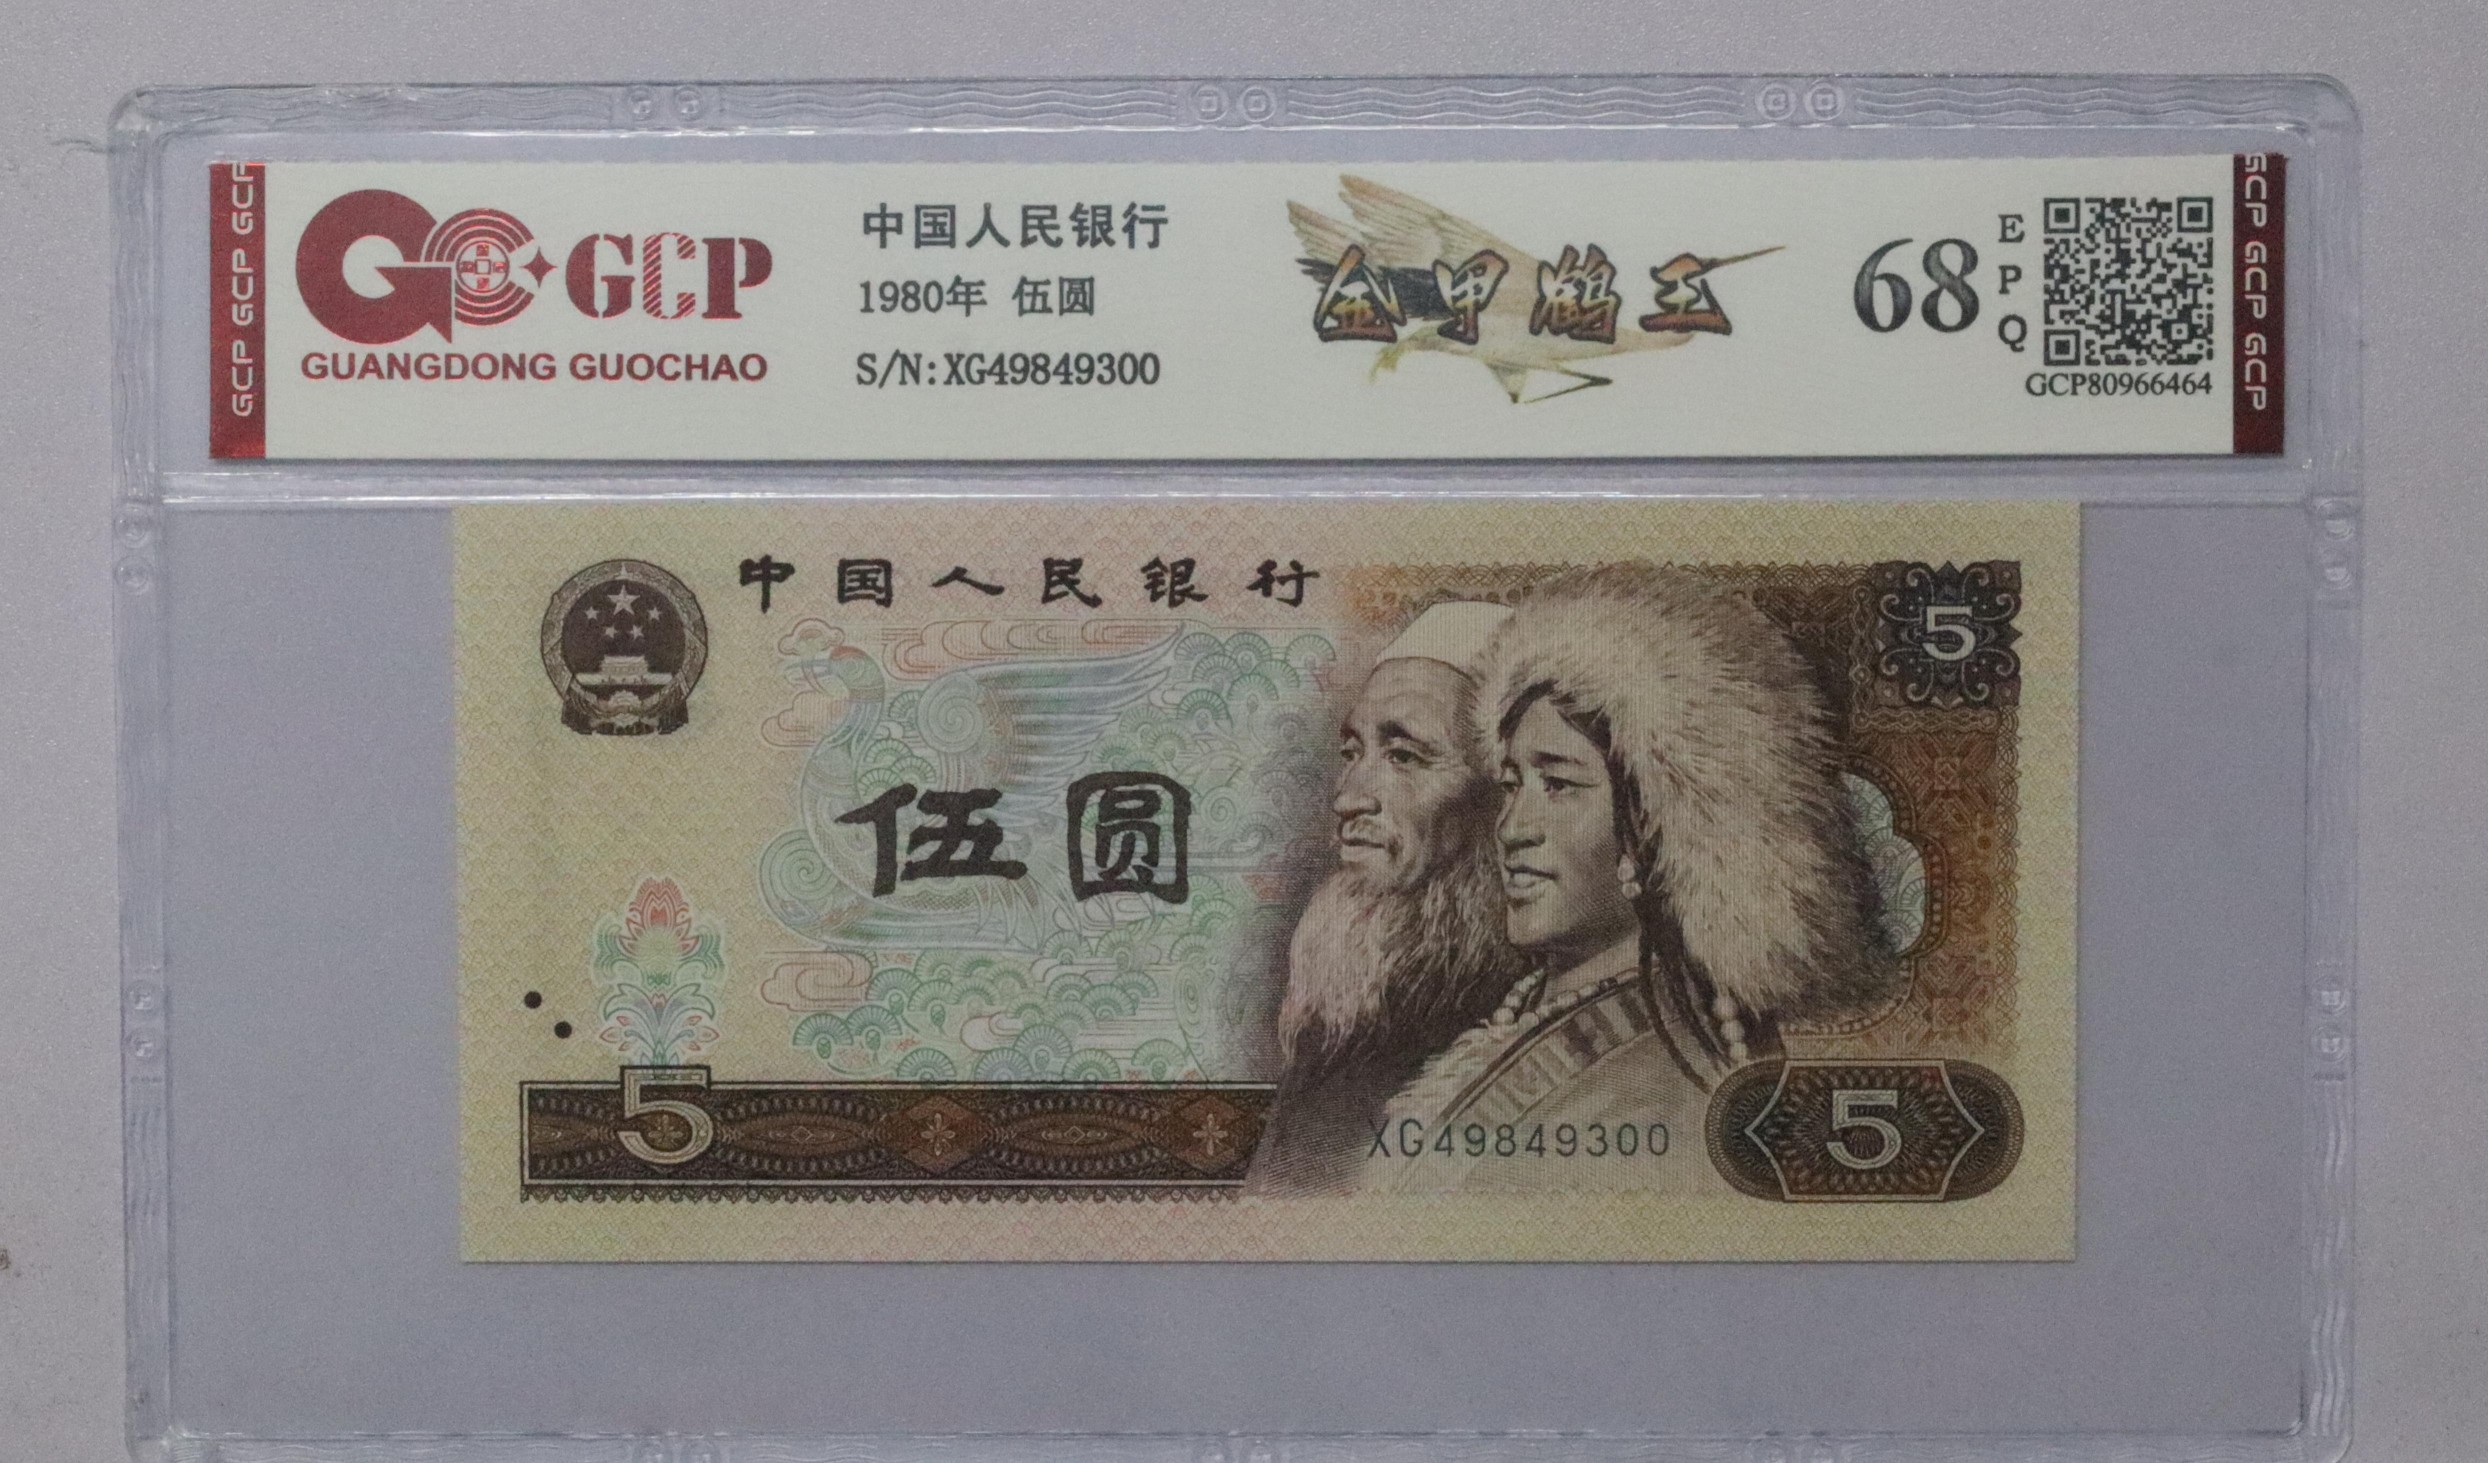 GCP GCP GCP
GCP
GUANGDONG GUOCHAO
中国人民银行
1980年 伍圆
S/N:XG49849300
金甲鹤王
68
EPQ
GCP80966464
GCP GCP GCP
中国人民银行
5
伍圆
5
XG49849300
5